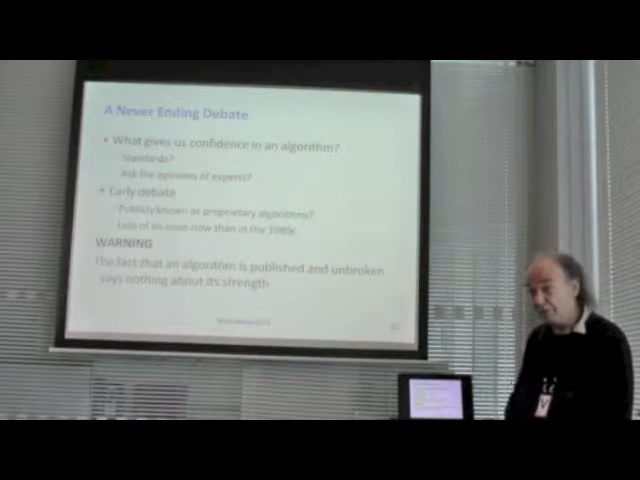 A Never Ending Debate
• What gives us confidence in an algorithm?
Standards?
Ask the opinions of experts?
• Early debate
Publicly known or proprietary algorithms?
Less of an issue now than in the 1980s
WARNING
The fact that an algorithm is published and unbroken
says nothing about its strength
V